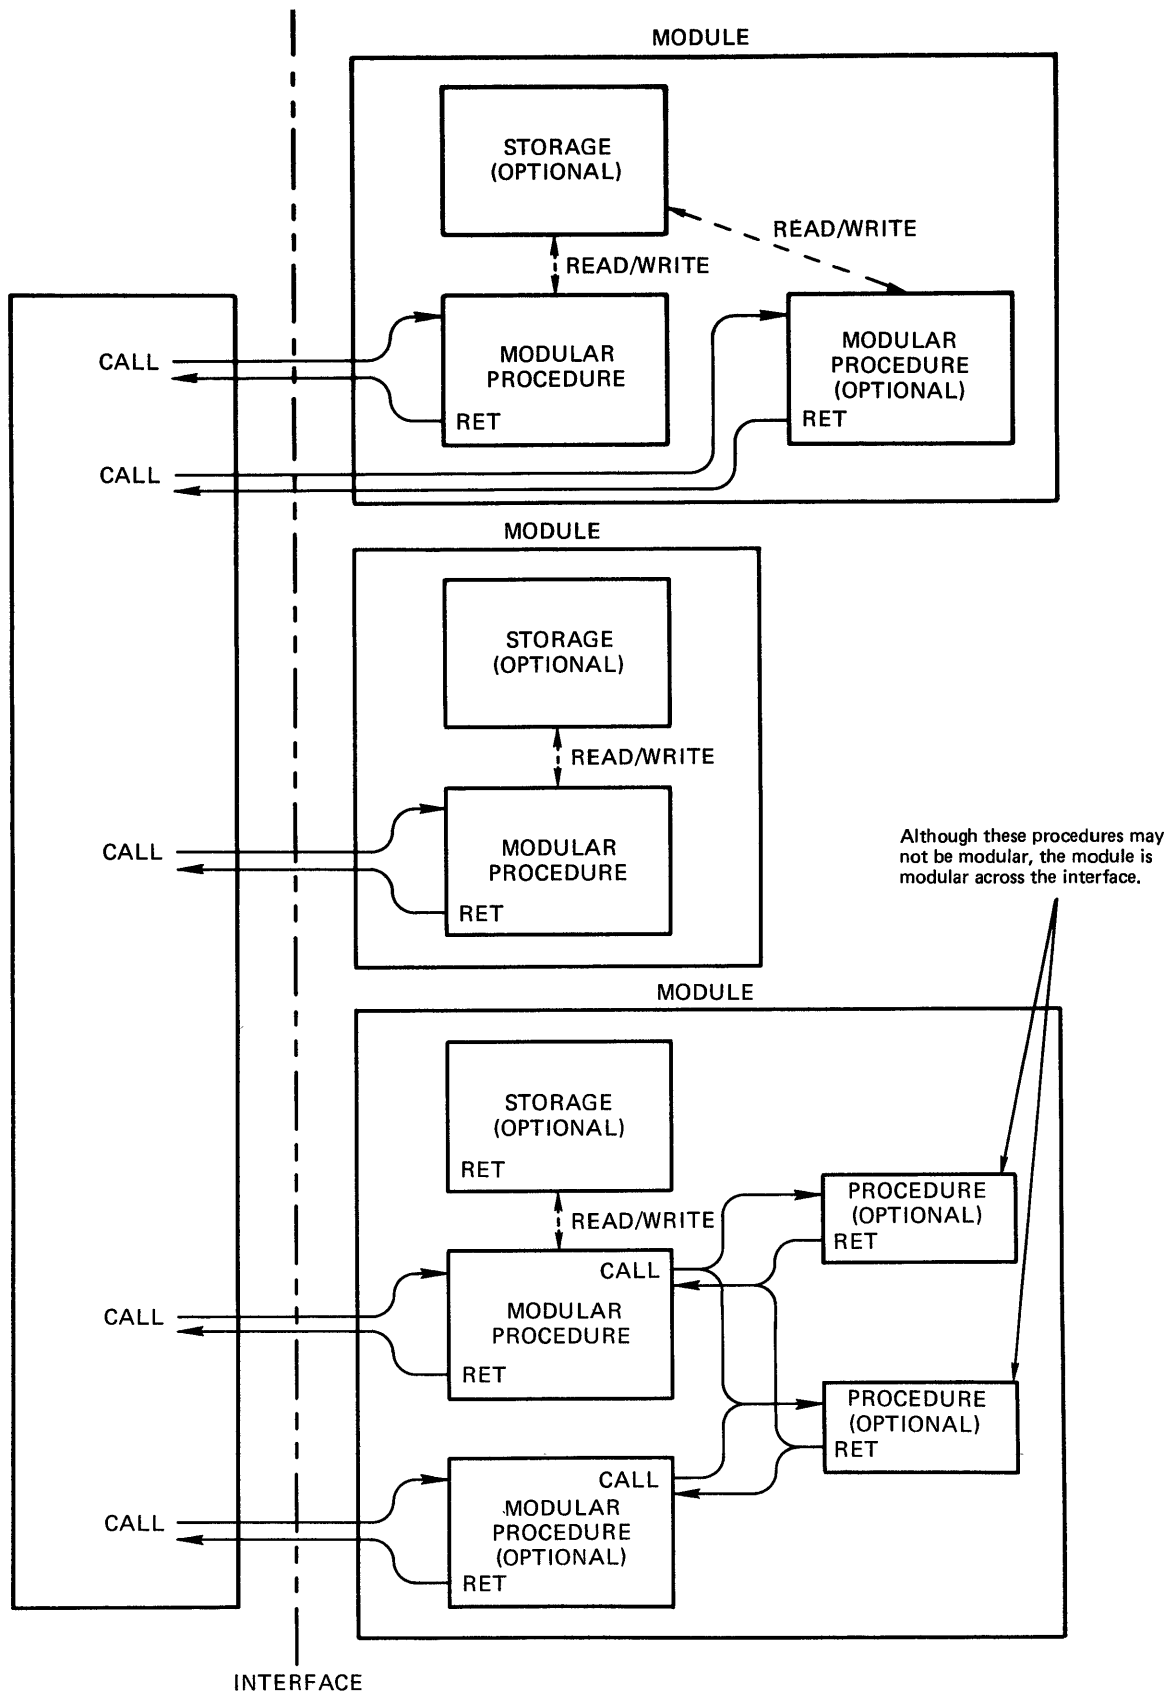 MODULE
STORAGE
(OPTIONAL)
READ/WRITE
READ/WRITE
CALL
MODULAR
PROCEDURE
RET
MODULAR
PROCEDURE
(OPTIONAL)
RET
CALL
MODULE
STORAGE
(OPTIONAL)
READ/WRITE
CALL
MODULAR
PROCEDURE
RET
Although these procedures may
not be modular, the module is
modular across the interface.
MODULE
STORAGE
(OPTIONAL)
RET
READ/WRITE
PROCEDURE
(OPTIONAL)
RET
CALL
CALL
MODULAR
PROCEDURE
RET
PROCEDURE
(OPTIONAL)
RET
CALL
CALL
MODULAR
PROCEDURE
(OPTIONAL)
RET
INTERFACE